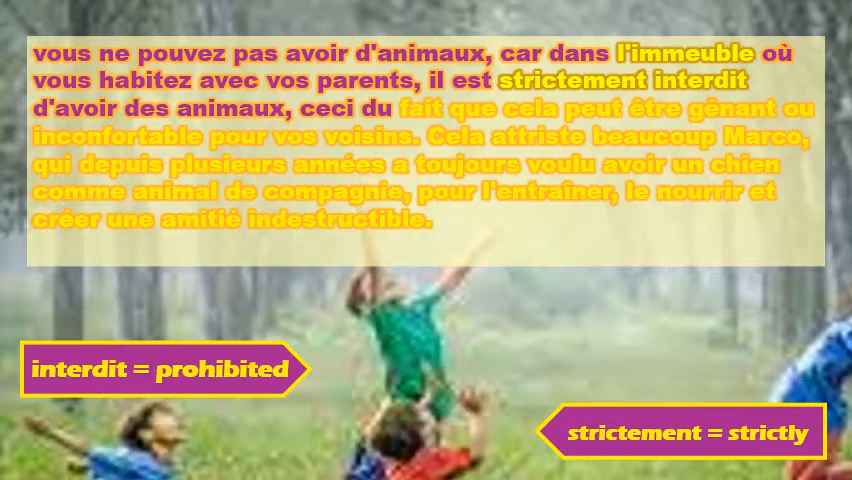 vous ne pouvez pas avoir d'animaux, car dans l'immeuble où
vous habitez avec vos parents, il est strictement interdit
d'avoir des animaux, ceci du fait que cela peut être gênant ou
inconfortable pour vos voisins. Cela attriste beaucoup Marco,
qui depuis plusieurs années a toujours voulu avoir un chien
comme animal de compagnie, pour l'entraîner, le nourrir et
créer une amitié indestructible.
interdit = prohibited
strictement = strictly